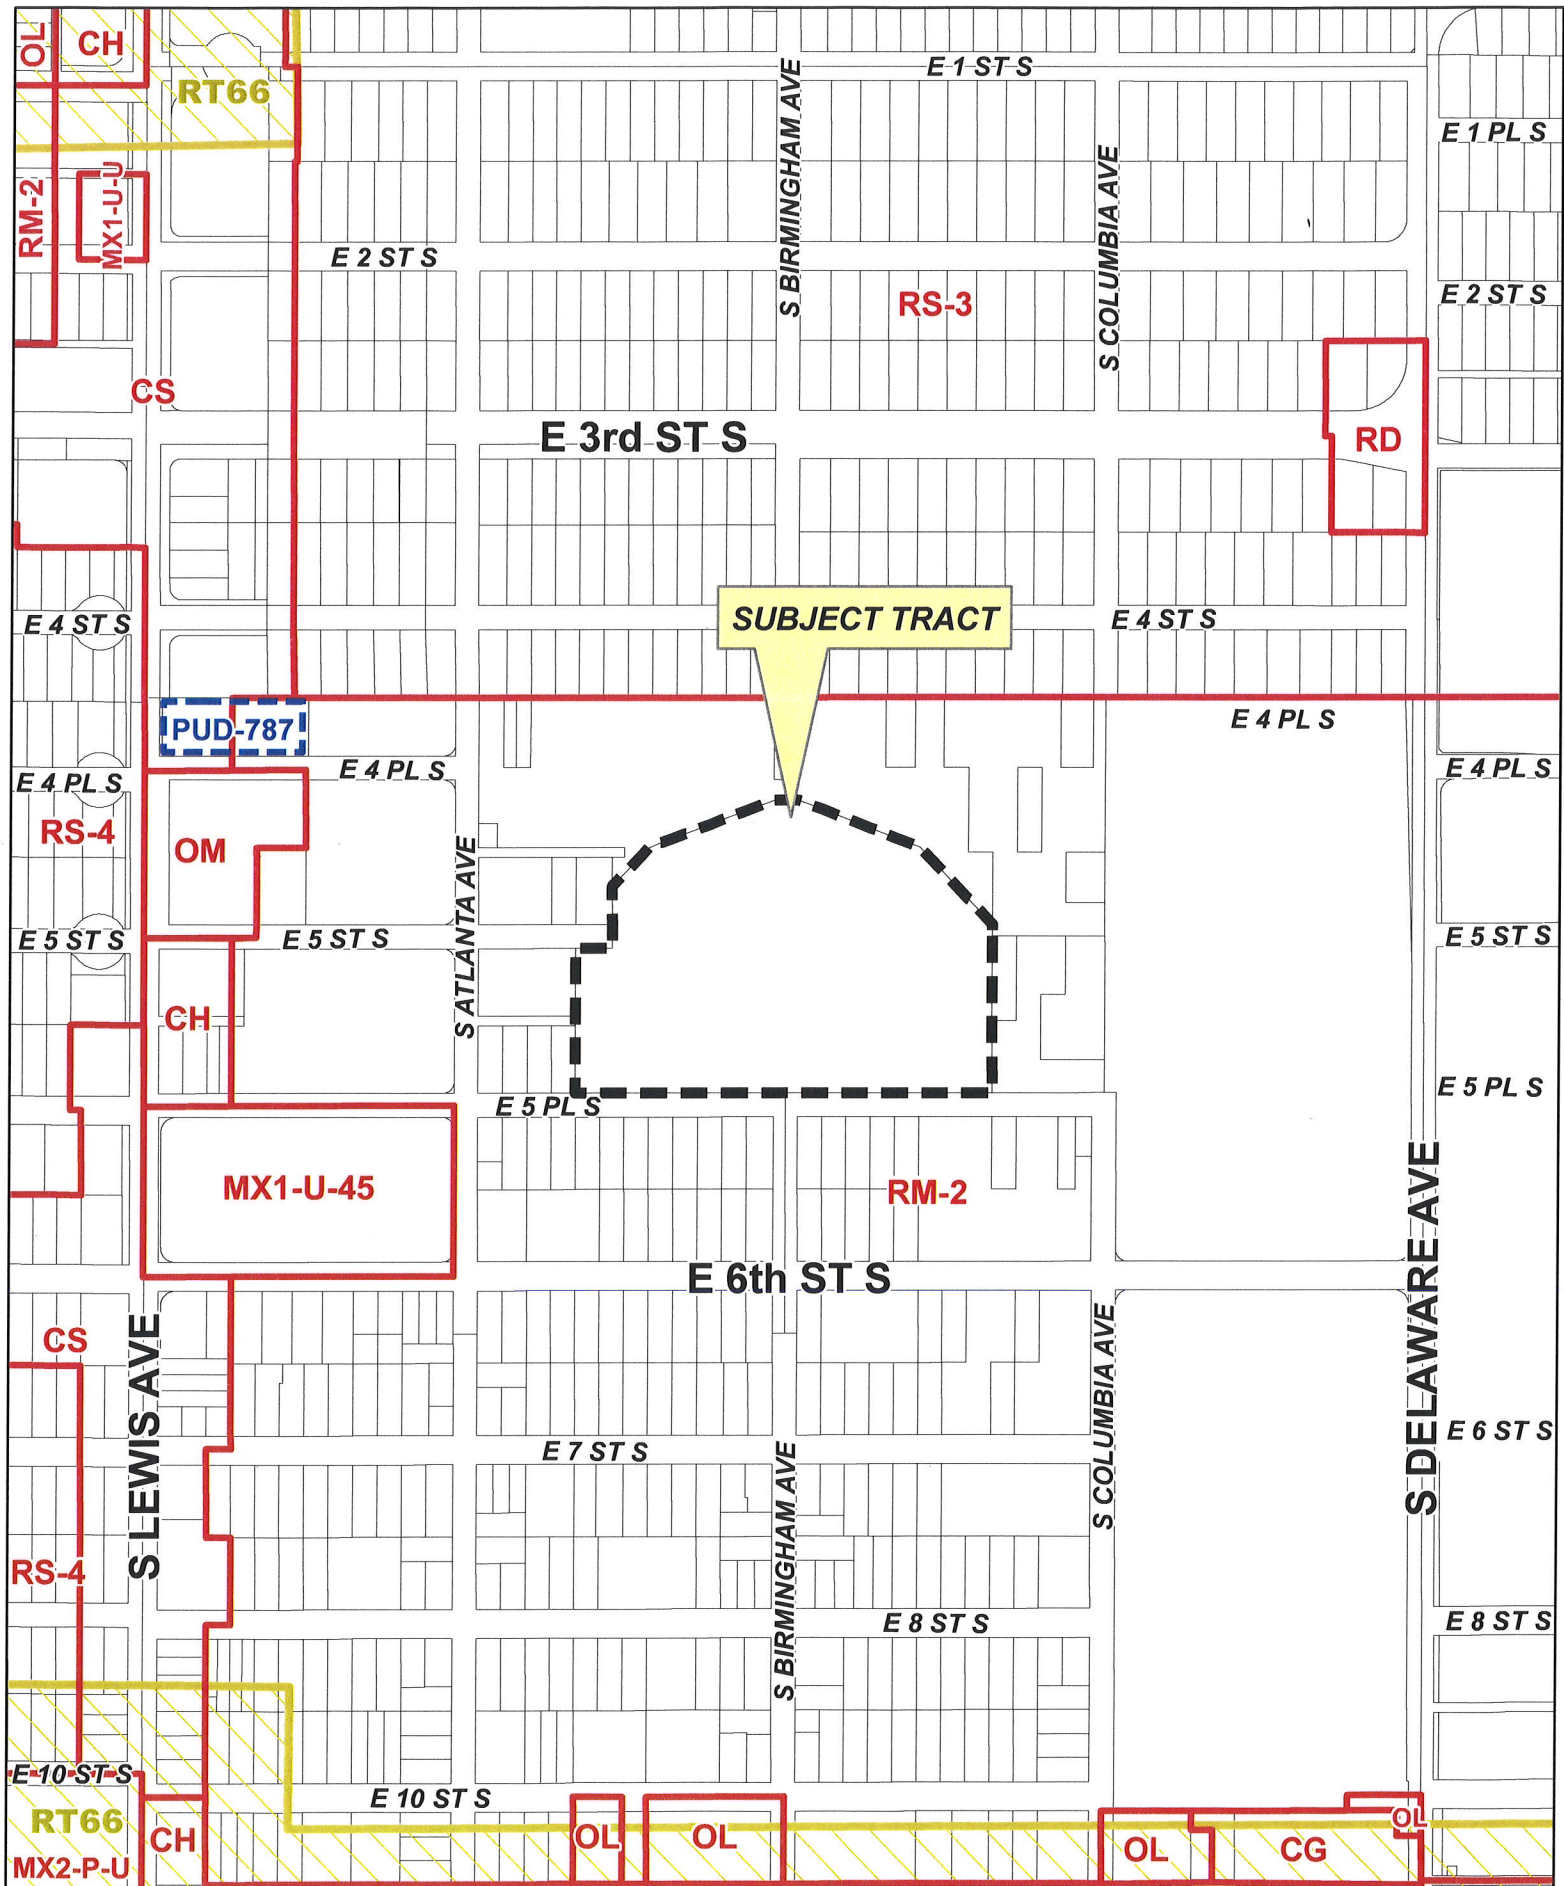 OL
CH
E 1 ST S
RT66
S BIRMINGHAM AVE
E 1 PL S
RM-2
MX1-U-U
S COLUMBIA AVE
E 2 ST S
RS-3
E 2 ST S
CS
E 3rd ST S
RD
SUBJECT TRACT
E 4 ST S
E 4 ST S
PUD-787
E 4 PL S
E 4 PL S
E 4 PL S
E 4 PL S
RS-4
OM
S ATLANTA AVE
E 5 ST S
E 5 ST S
E 5 ST S
CH
E 5 PL S
E 5 PL S
MX1-U-45
RM-2
S DELAWARE AVE
E 6th ST S
CS
S LEWIS AVE
S COLUMBIA AVE
E 6 ST S
E 7 ST S
S BIRMINGHAM AVE
RS-4
E 8 ST S
E 8 ST S
E 10 ST S
E 10 ST S
RT66
CH
OL
OL
OL
CG
OL
MX2-P-U